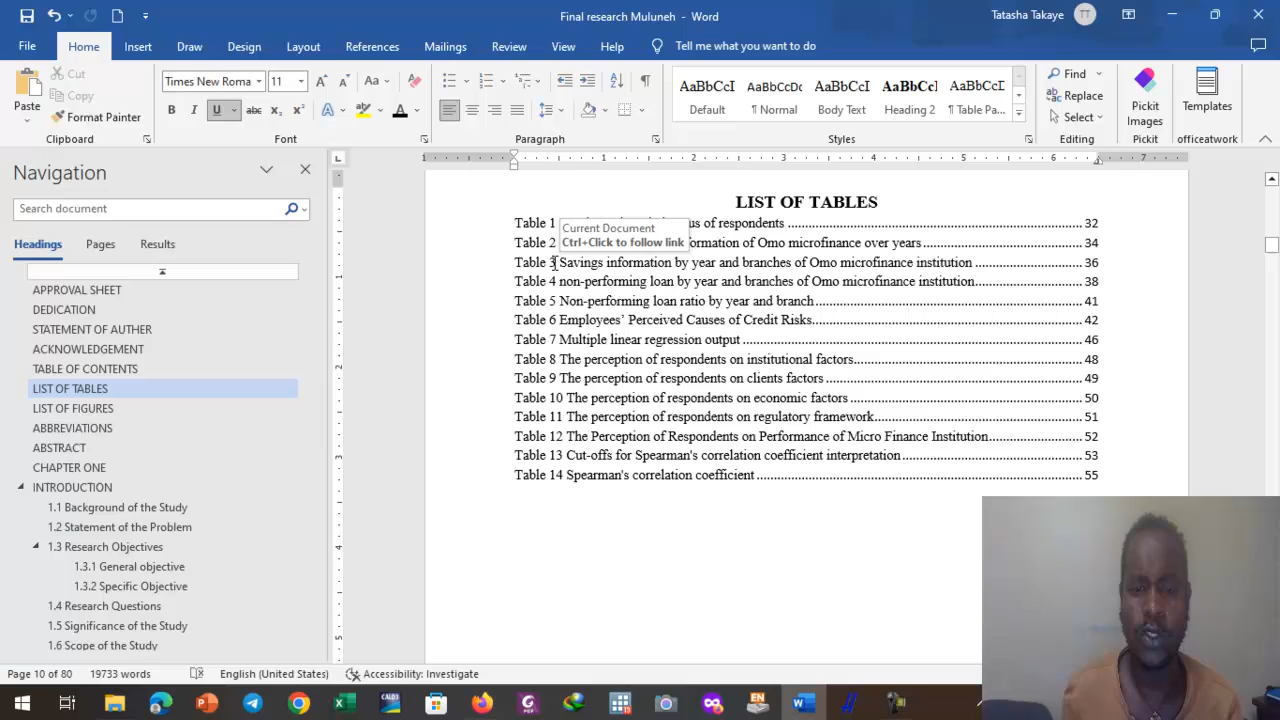 Final research Muluneh - Word
Tatasha Takaye TT
File Home Insert Draw Design Layout References Mailings Review View Help Tell me what you want to do
Paste
Cut
Copy
Format Painter
Clipboard
Times New Roma 11
B I U abc x₂ x²
Font
Paragraph
AaBbCcI AaBbCcDc AaBbCcI AaBbCcI AaBbCcI
Default ¶ Normal Body Text Heading 2 ¶ Table Pa...
Styles
Find
Replace
Select
Editing
Pickit
Images
Pickit
Templates
officeatwork
Navigation
Search document
Headings Pages Results
APPROVAL SHEET
DEDICATION
STATEMENT OF AUTHER
ACKNOWLEDGEMENT
TABLE OF CONTENTS
LIST OF TABLES
LIST OF FIGURES
ABBREVIATIONS
ABSTRACT
CHAPTER ONE
INTRODUCTION
1.1 Background of the Study
1.2 Statement of the Problem
1.3 Research Objectives
1.3.1 General objective
1.3.2 Specific Objective
1.4 Research Questions
1.5 Significance of the Study
1.6 Scope of the Study
1 1 2 3 4 5 6 7
LIST OF TABLES
Table 1 of respondents 32
Table 2 of Omo microfinance over years 34
Current Document
Ctrl+Click to follow link
Table 3 Savings information by year and branches of Omo microfinance institution 36
Table 4 non-performing loan by year and branches of Omo microfinance institution 38
Table 5 Non-performing loan ratio by year and branch 41
Table 6 Employees’ Perceived Causes of Credit Risks 42
Table 7 Multiple linear regression output 46
Table 8 The perception of respondents on institutional factors 48
Table 9 The perception of respondents on clients factors 49
Table 10 The perception of respondents on economic factors 50
Table 11 The perception of respondents on regulatory framework 51
Table 12 The Perception of Respondents on Performance of Micro Finance Institution 52
Table 13 Cut-offs for Spearman's correlation coefficient interpretation 53
Table 14 Spearman's correlation coefficient 55
Page 10 of 80 19733 words English (United States) Accessibility: Investigate